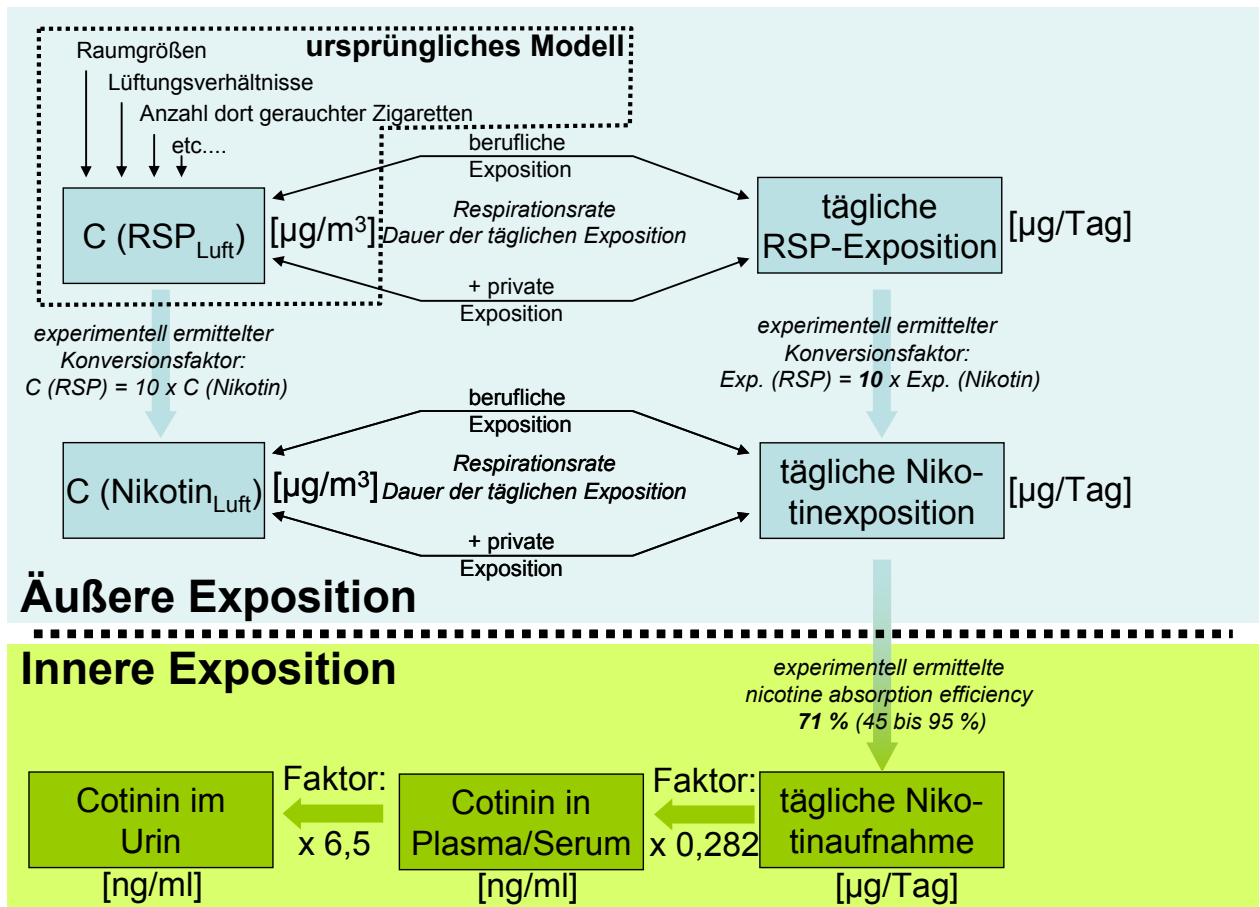 ursprüngliches Modell
Raumgrößen
Lüftungsverhältnisse
Anzahl dort gerauchter Zigaretten
etc....
C (RSP_Luft)
[µg/m³]
berufliche
Exposition
Respirationsrate
Dauer der täglichen Exposition
+ private
Exposition
tägliche
RSP-Exposition
[µg/Tag]
experimentell ermittelter
Konversionsfaktor:
C (RSP) = 10 x C (Nikotin)
experimentell ermittelter
Konversionsfaktor:
Exp. (RSP) = 10 x Exp. (Nikotin)
C (Nikotin_Luft)
[µg/m³]
berufliche
Exposition
Respirationsrate
Dauer der täglichen Exposition
+ private
Exposition
tägliche Niko-
tinexposition
[µg/Tag]
Äußere Exposition
Innere Exposition
experimentell ermittelte
nicotine absorption efficiency
71 % (45 bis 95 %)
Cotinin im
Urin
[ng/ml]
Faktor:
x 6,5
Cotinin in
Plasma/Serum
[ng/ml]
Faktor:
x 0,282
tägliche Niko-
tinaufnahme
[µg/Tag]